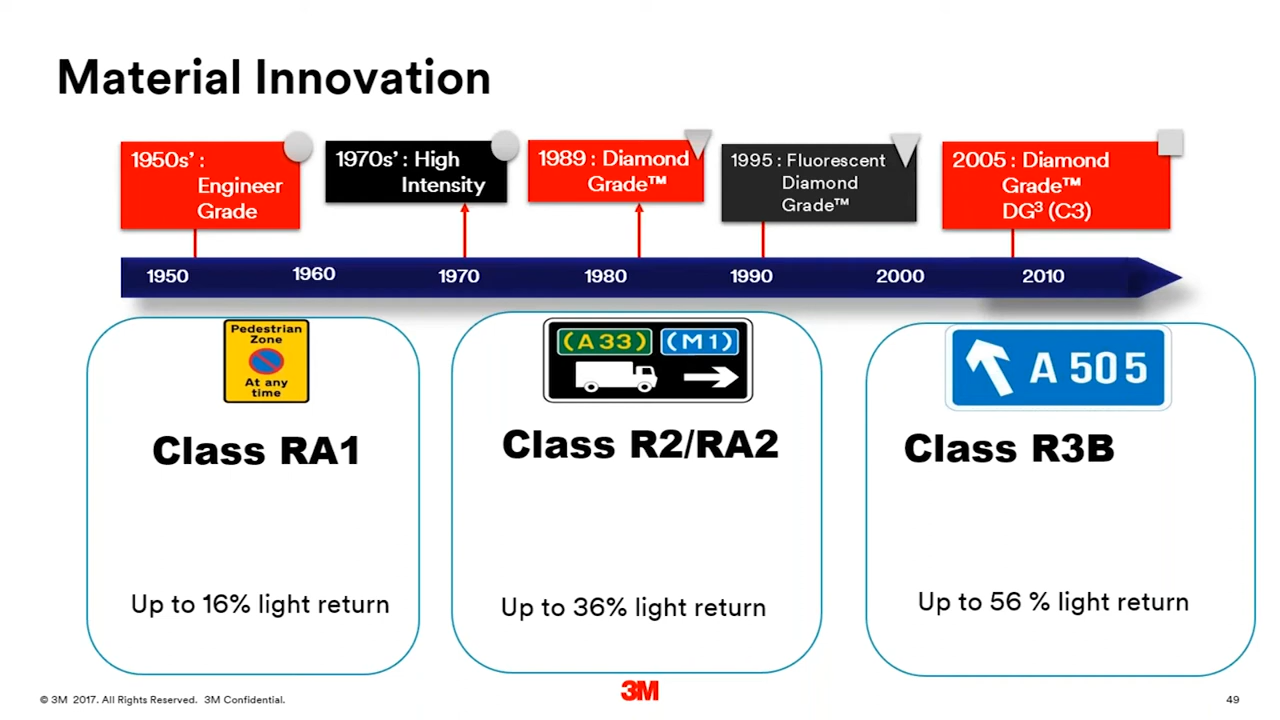 Material Innovation
1950s’ :
Engineer
Grade
1970s’ : High
Intensity
1989 : Diamond
Grade™
1995 : Fluorescent
Diamond
Grade™
2005 : Diamond
Grade™
DG³ (C3)
1950 1960 1970 1980 1990 2000 2010
Pedestrian
Zone
At any
time
Class RA1
Up to 16% light return
(A33) (M1)
Class R2/RA2
Up to 36% light return
A 505
Class R3B
Up to 56 % light return
© 3M 2017. All Rights Reserved. 3M Confidential.
3M
49